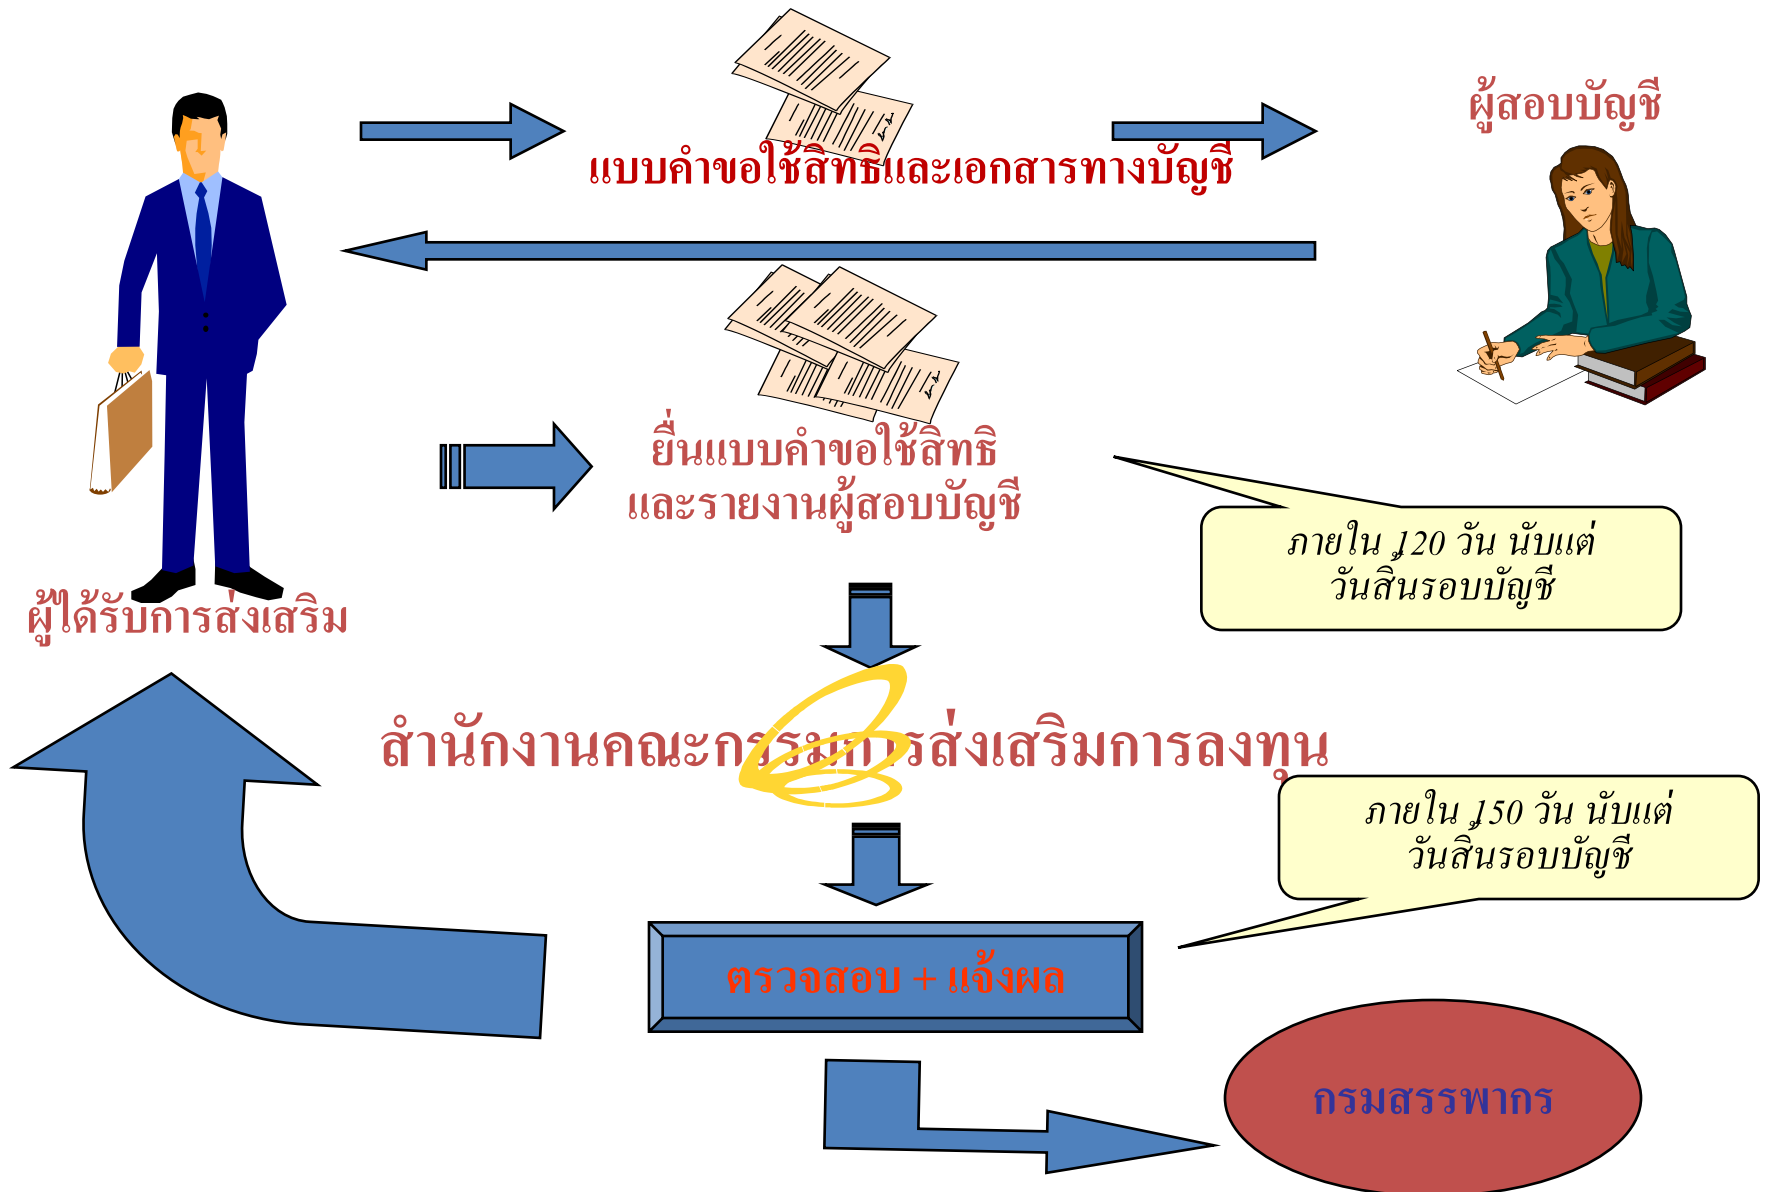 ผู้สอบบัญชี
แบบคำขอใช้สิทธิและเอกสารทางบัญชี
ยื่นแบบคำขอใช้สิทธิ
และรายงานผู้สอบบัญชี
ภายใน 120 วัน นับแต่
วันสิ้นรอบบัญชี
ผู้ได้รับการส่งเสริม
สำนักงานคณะกรรมการส่งเสริมการลงทุน
ภายใน 150 วัน นับแต่
วันสิ้นรอบบัญชี
ตรวจสอบ + แจ้งผล
กรมสรรพากร